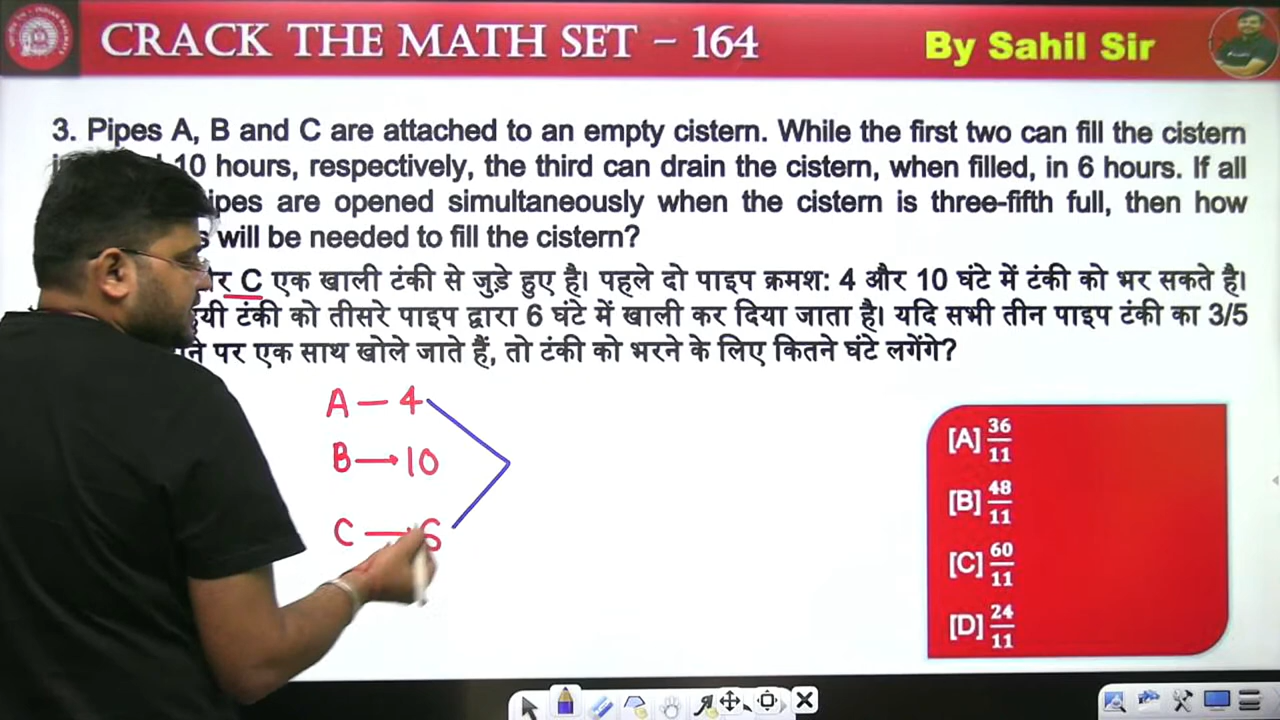 CRACK THE MATH SET - 164
By Sahil Sir
3. Pipes A, B and C are attached to an empty cistern. While the first two can fill the cistern
10 hours, respectively, the third can drain the cistern, when filled, in 6 hours. If all
ipes are opened simultaneously when the cistern is three-fifth full, then how
s will be needed to fill the cistern?
र C एक खाली टंकी से जुड़े हुए है। पहले दो पाइप क्रमश: 4 और 10 घंटे में टंकी को भर सकते है।
यी टंकी को तीसरे पाइप द्वारा 6 घंटे में खाली कर दिया जाता है। यदि सभी तीन पाइप टंकी का 3/5
ने पर एक साथ खोले जाते हैं, तो टंकी को भरने के लिए कितने घंटे लगेंगे?
A — 4
B → 10
C → 6
[A] 36/11
[B] 48/11
[C] 60/11
[D] 24/11